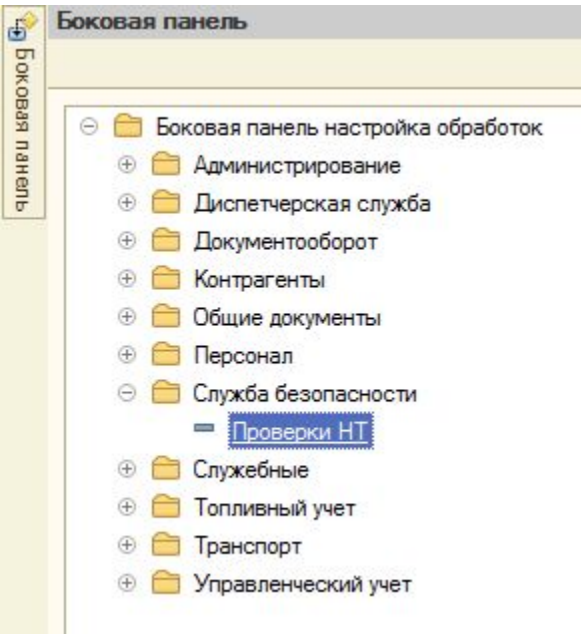 Боковая панель
Боковая панель
Боковая панель настройка обработок
Администрирование
Диспетчерская служба
Документооборот
Контрагенты
Общие документы
Персонал
Служба безопасности
Проверки НТ
Служебные
Топливный учет
Транспорт
Управленческий учет